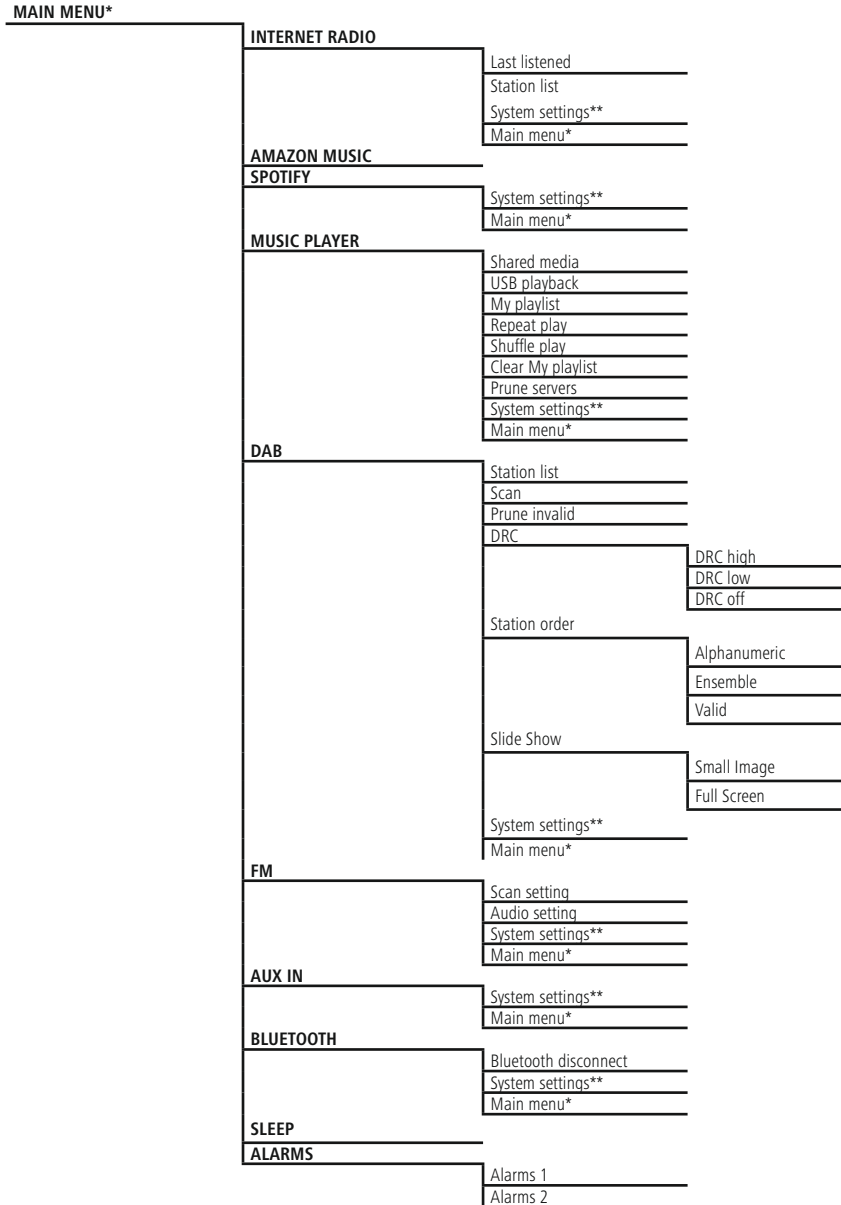 MAIN MENU*
INTERNET RADIO
Last listened
Station list
System settings**
Main menu*
AMAZON MUSIC
SPOTIFY
System settings**
Main menu*
MUSIC PLAYER
Shared media
USB playback
My playlist
Repeat play
Shuffle play
Clear My playlist
Prune servers
System settings**
Main menu*
DAB
Station list
Scan
Prune invalid
DRC
DRC high
DRC low
DRC off
Station order
Alphanumeric
Ensemble
Valid
Slide Show
Small Image
Full Screen
System settings**
Main menu*
FM
Scan setting
Audio setting
System settings**
Main menu*
AUX IN
System settings**
Main menu*
BLUETOOTH
Bluetooth disconnect
System settings**
Main menu*
SLEEP
ALARMS
Alarms 1
Alarms 2